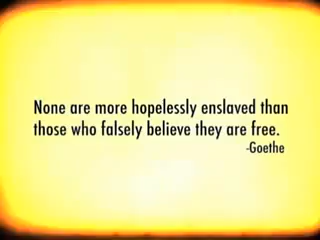 None are more hopelessly enslaved than
those who falsely believe they are free.
-Goethe